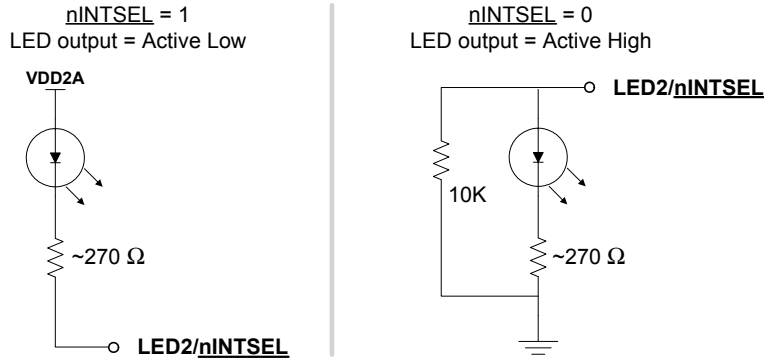 nINTSEL = 1
LED output = Active Low
VDD2A
~270 Ω
LED2/nINTSEL
nINTSEL = 0
LED output = Active High
LED2/nINTSEL
10K
~270 Ω